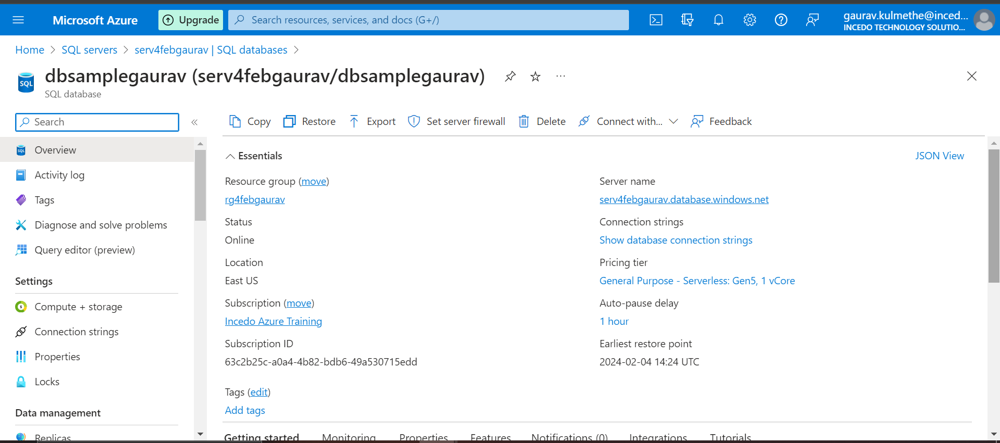 Microsoft Azure
Upgrade
Search resources, services, and docs (G+/)
gaurav.kulmethe@inced...
INCEDO TECHNOLOGY SOLUTIO...
Home > SQL servers > serv4febgaurav | SQL databases >
dbsamplegaurav (serv4febgaurav/dbsamplegaurav)
SQL
SQL database
Search
Copy
Restore
Export
Set server firewall
Delete
Connect with...
Feedback
Overview
Activity log
Tags
Diagnose and solve problems
Query editor (preview)
Settings
Compute + storage
Connection strings
Properties
Locks
Data management
Replicas
Essentials
JSON View
Resource group (move)
rg4febgaurav
Status
Online
Location
East US
Subscription (move)
Incedo Azure Training
Subscription ID
63c2b25c-a0a4-4b82-bdb6-49a530715edd
Server name
serv4febgaurav.database.windows.net
Connection strings
Show database connection strings
Pricing tier
General Purpose - Serverless: Gen5, 1 vCore
Auto-pause delay
1 hour
Earliest restore point
2024-02-04 14:24 UTC
Tags (edit)
Add tags
Getting started
Monitoring
Properties
Features
Notifications (0)
Integrations
Tutorials